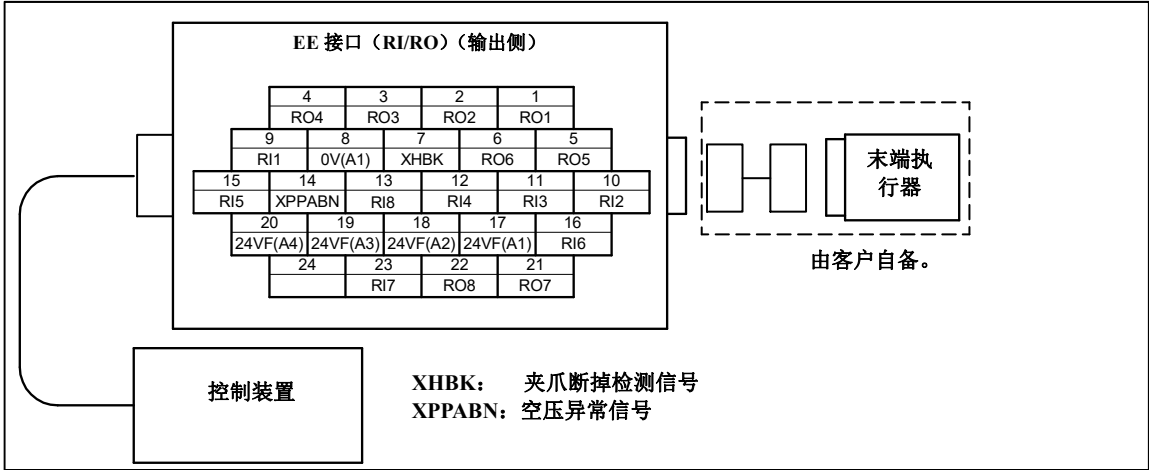 EE 接口（RI/RO）（输出侧）
4 3 2 1
RO4 RO3 RO2 RO1
9 8 7 6 5
RI1 0V(A1) XHBK RO6 RO5
15 14 13 12 11 10
RI5 XPPABN RI8 RI4 RI3 RI2
20 19 18 17 16
24VF(A4) 24VF(A3) 24VF(A2) 24VF(A1) RI6
24 23 22 21
RI7 RO8 RO7
末端执
行器
由客户自备。
控制装置
XHBK： 夹爪断掉检测信号
XPPABN：空压异常信号